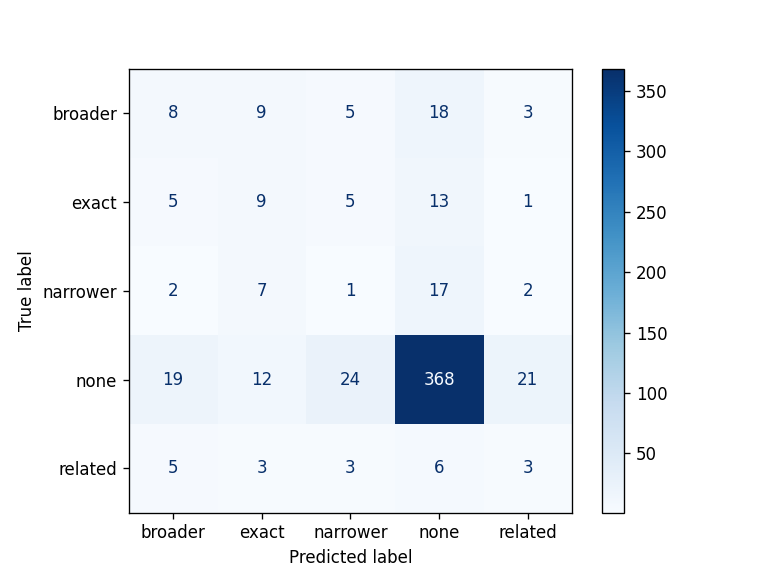 broader 8 9 5 18 3
exact 5 9 5 13 1
narrower 2 7 1 17 2
none 19 12 24 368 21
related 5 3 3 6 3
broader exact narrower none related
Predicted label
True label
350
300
250
200
150
100
50